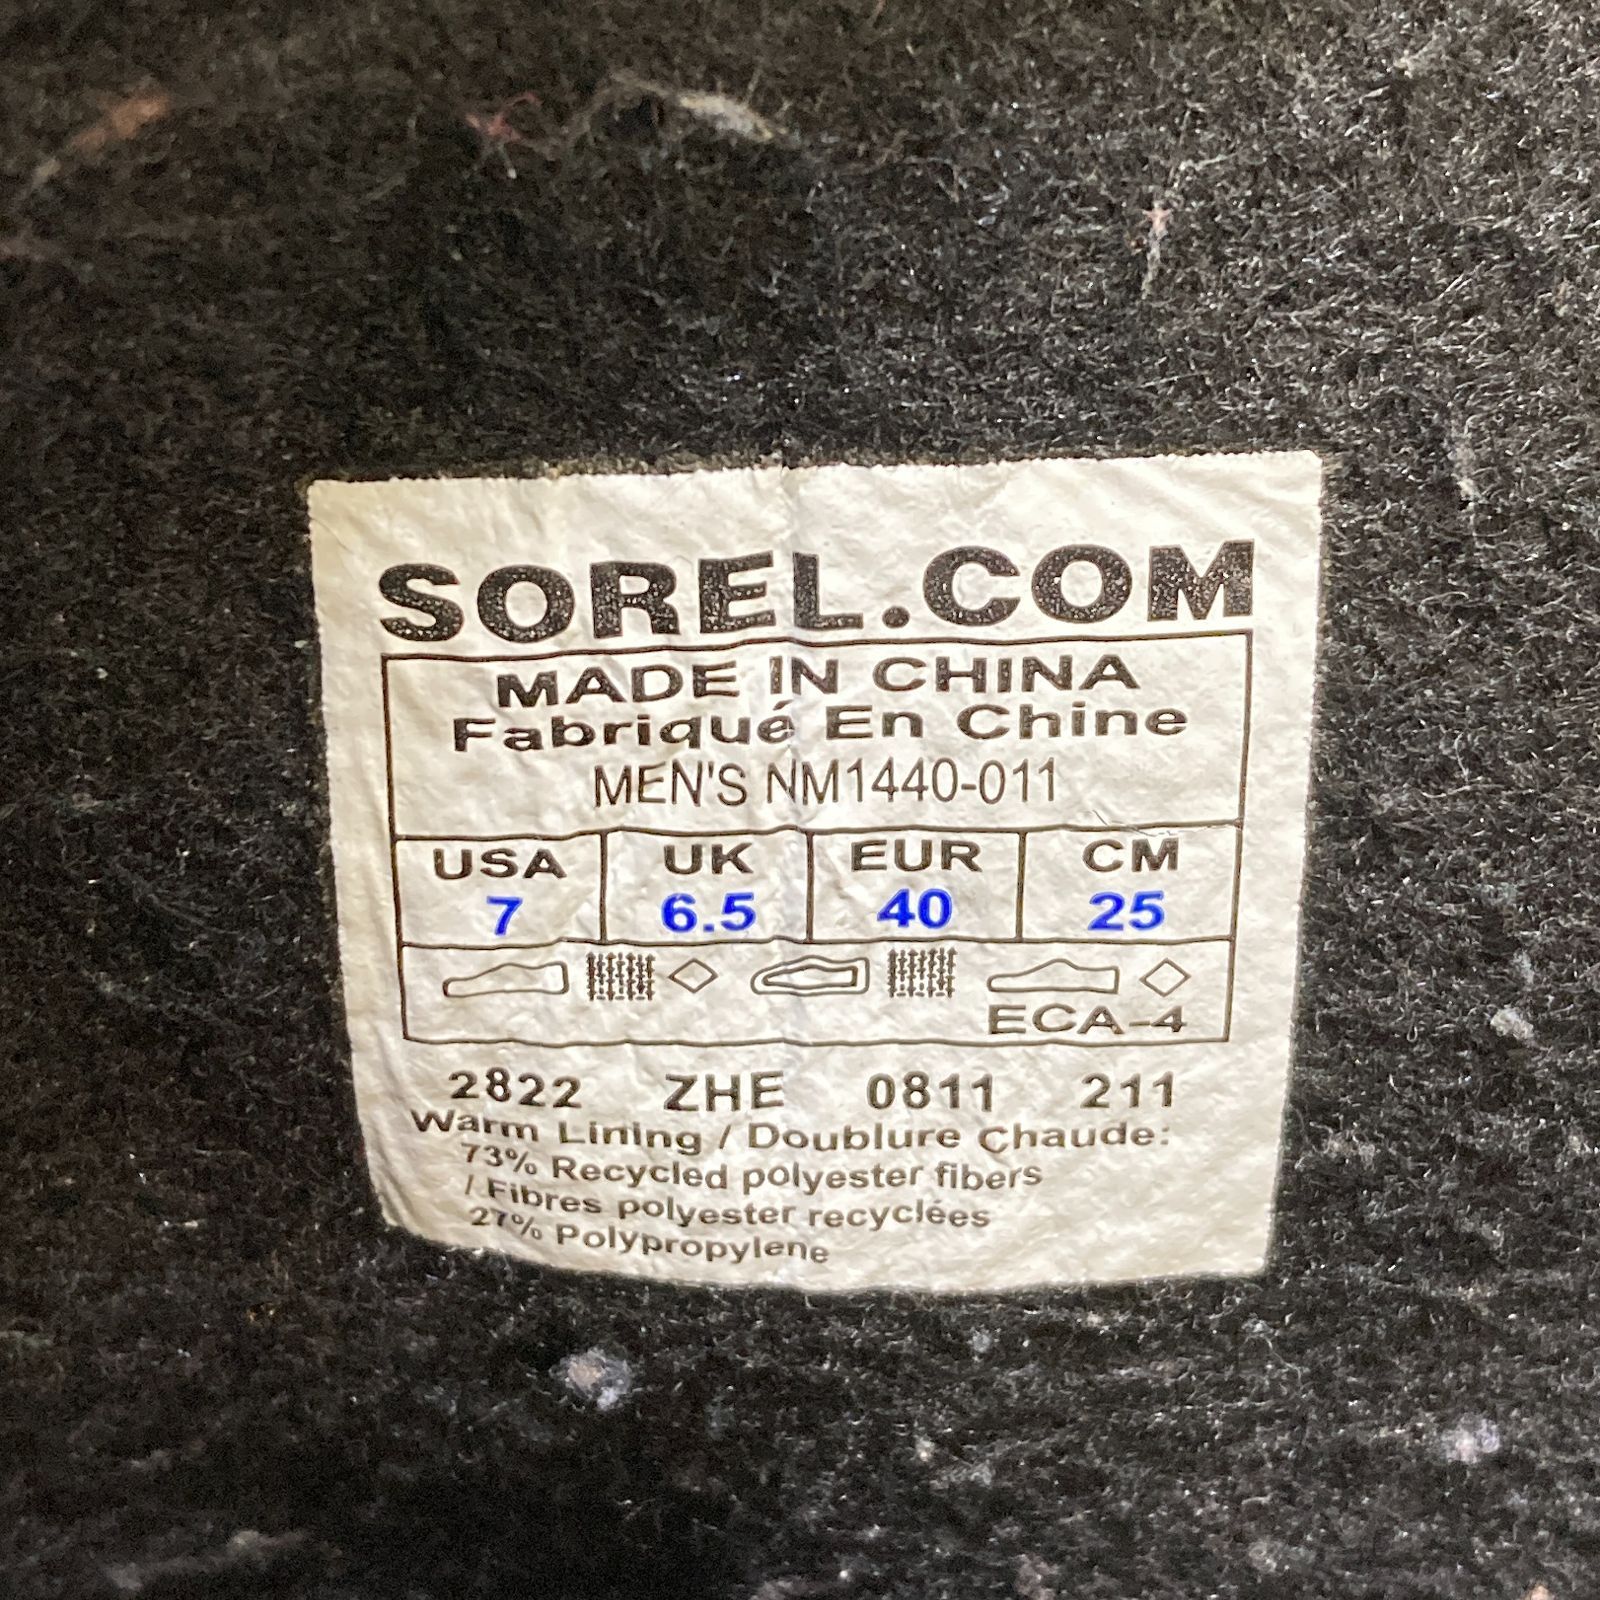 SOREL.COM
MADE IN CHINA
Fabriqué En Chine
MEN'S NM1440-011
USA UK EUR CM
7 6.5 40 25
ECA-4
2822 ZHE 0811 211
Warm Lining / Doublure Chaude:
73% Recycled polyester fibers
/ Fibres polyester recyclées
27% Polypropylene